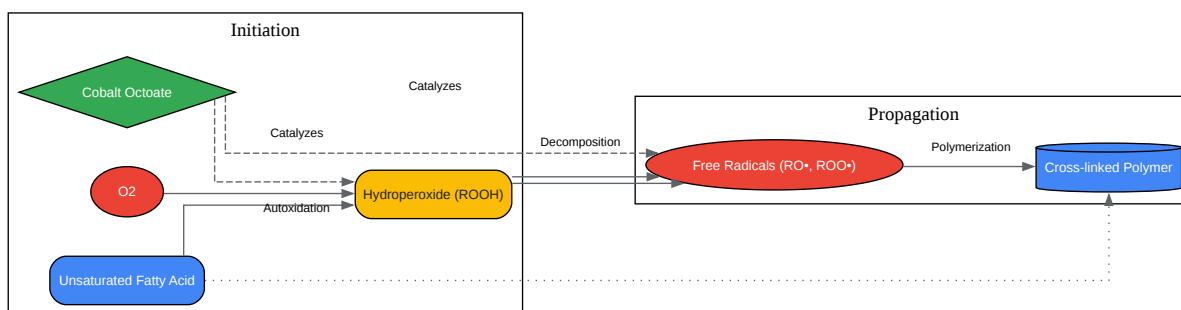 Initiation
Cobalt Octoate
Catalyzes
Propagation
Catalyzes
Decomposition
Polymerization
Free Radicals (RO•, ROO•)
Cross-linked Polymer
O2
Hydroperoxide (ROOH)
Autoxidation
Unsaturated Fatty Acid